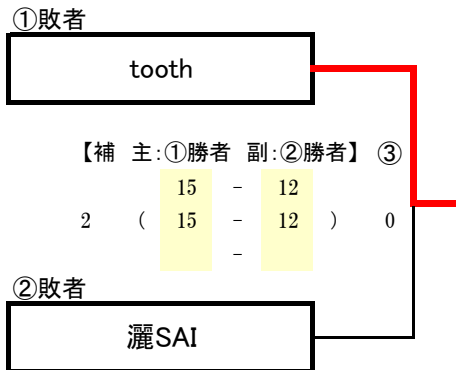 ①敗者
tooth
【補 主:①勝者 副:②勝者】 ③
15 - 12
2 ( 15 - 12 ) 0
-
②敗者
灑SAI